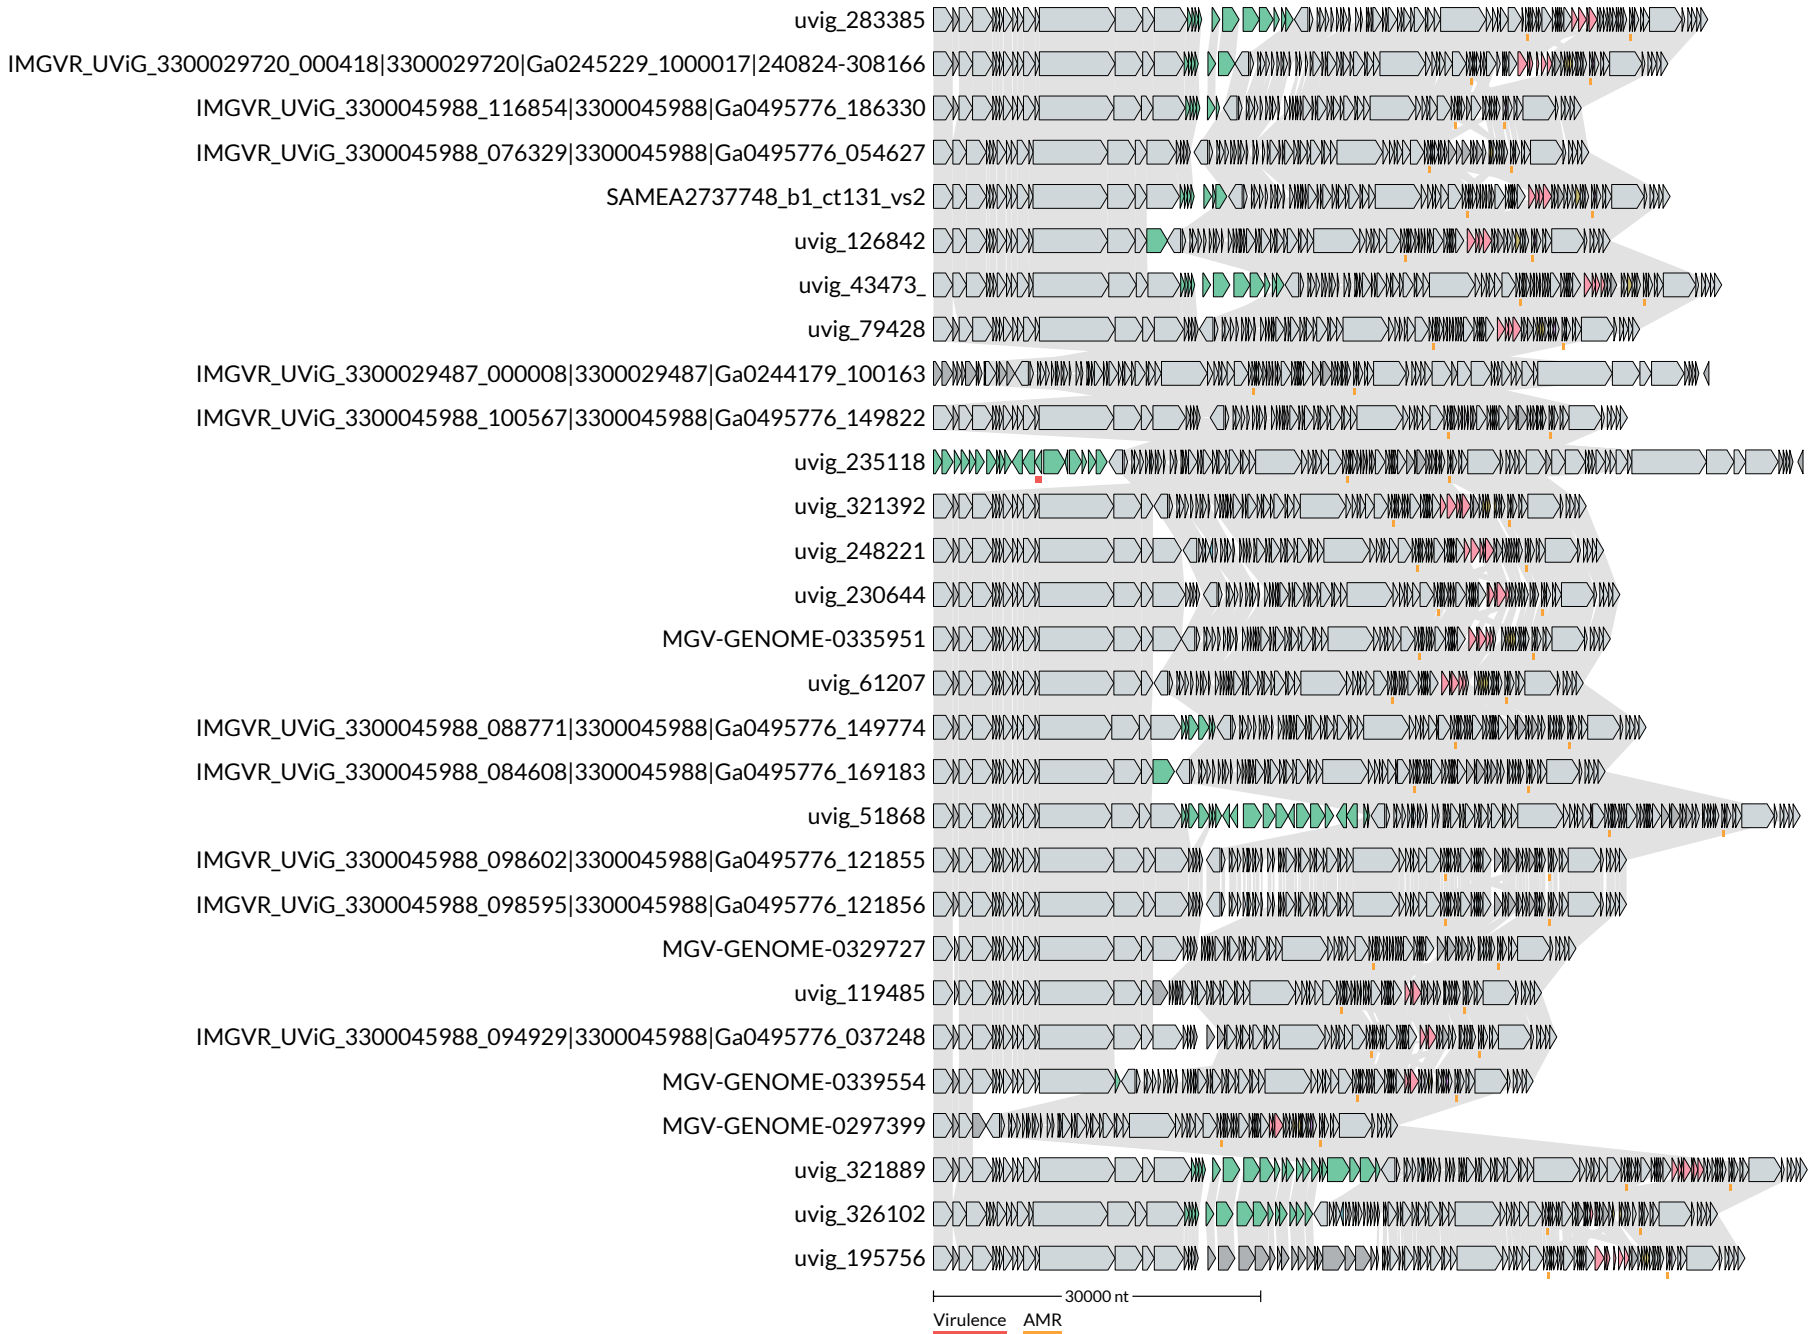 uvig_283385
IMGVR_UViG_3300029720_000418|3300029720|Ga0245229_1000017|240824-308166
IMGVR_UViG_3300045988_116854|3300045988|Ga0495776_186330
IMGVR_UViG_3300045988_076329|3300045988|Ga0495776_054627
SAMEA2737748_b1_ct131_vs2
uvig_126842
uvig_43473_
uvig_79428
IMGVR_UViG_3300029487_000008|3300029487|Ga0244179_100163
IMGVR_UViG_3300045988_100567|3300045988|Ga0495776_149822
uvig_235118
uvig_321392
uvig_248221
uvig_230644
MGV-GENOME-0335951
uvig_61207
IMGVR_UViG_3300045988_088771|3300045988|Ga0495776_149774
IMGVR_UViG_3300045988_084608|3300045988|Ga0495776_169183
uvig_51868
IMGVR_UViG_3300045988_098602|3300045988|Ga0495776_121855
IMGVR_UViG_3300045988_098595|3300045988|Ga0495776_121856
MGV-GENOME-0329727
uvig_119485
IMGVR_UViG_3300045988_094929|3300045988|Ga0495776_037248
MGV-GENOME-0339554
MGV-GENOME-0297399
uvig_321889
uvig_326102
uvig_195756
30000 nt
Virulence AMR